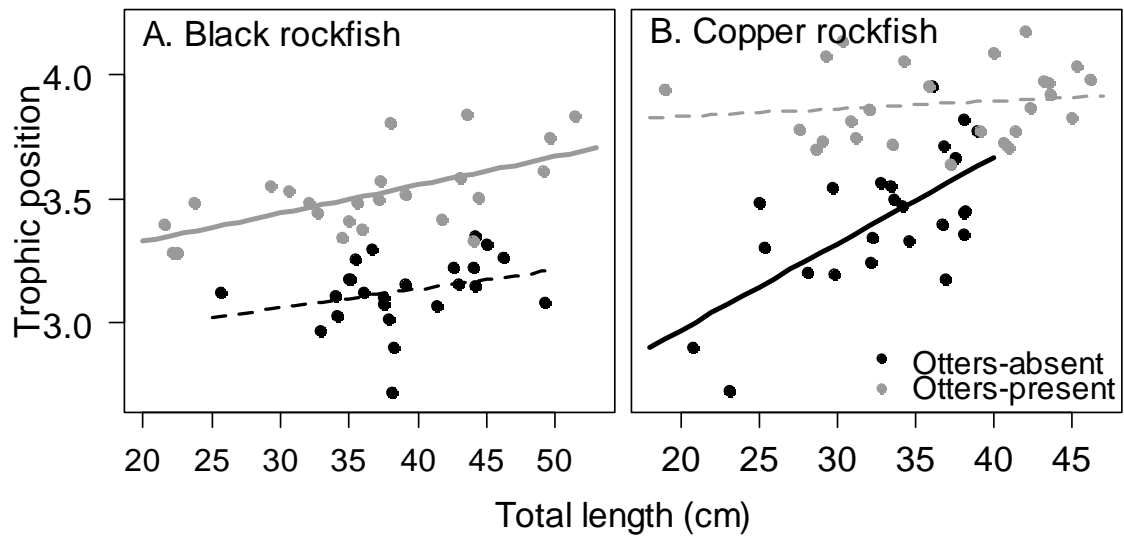 A. Black rockfish
B. Copper rockfish
Trophic position
4.0
3.5
3.0
Otters-absent
Otters-present
20 25 30 35 40 45 50
20 25 30 35 40 45
Total length (cm)